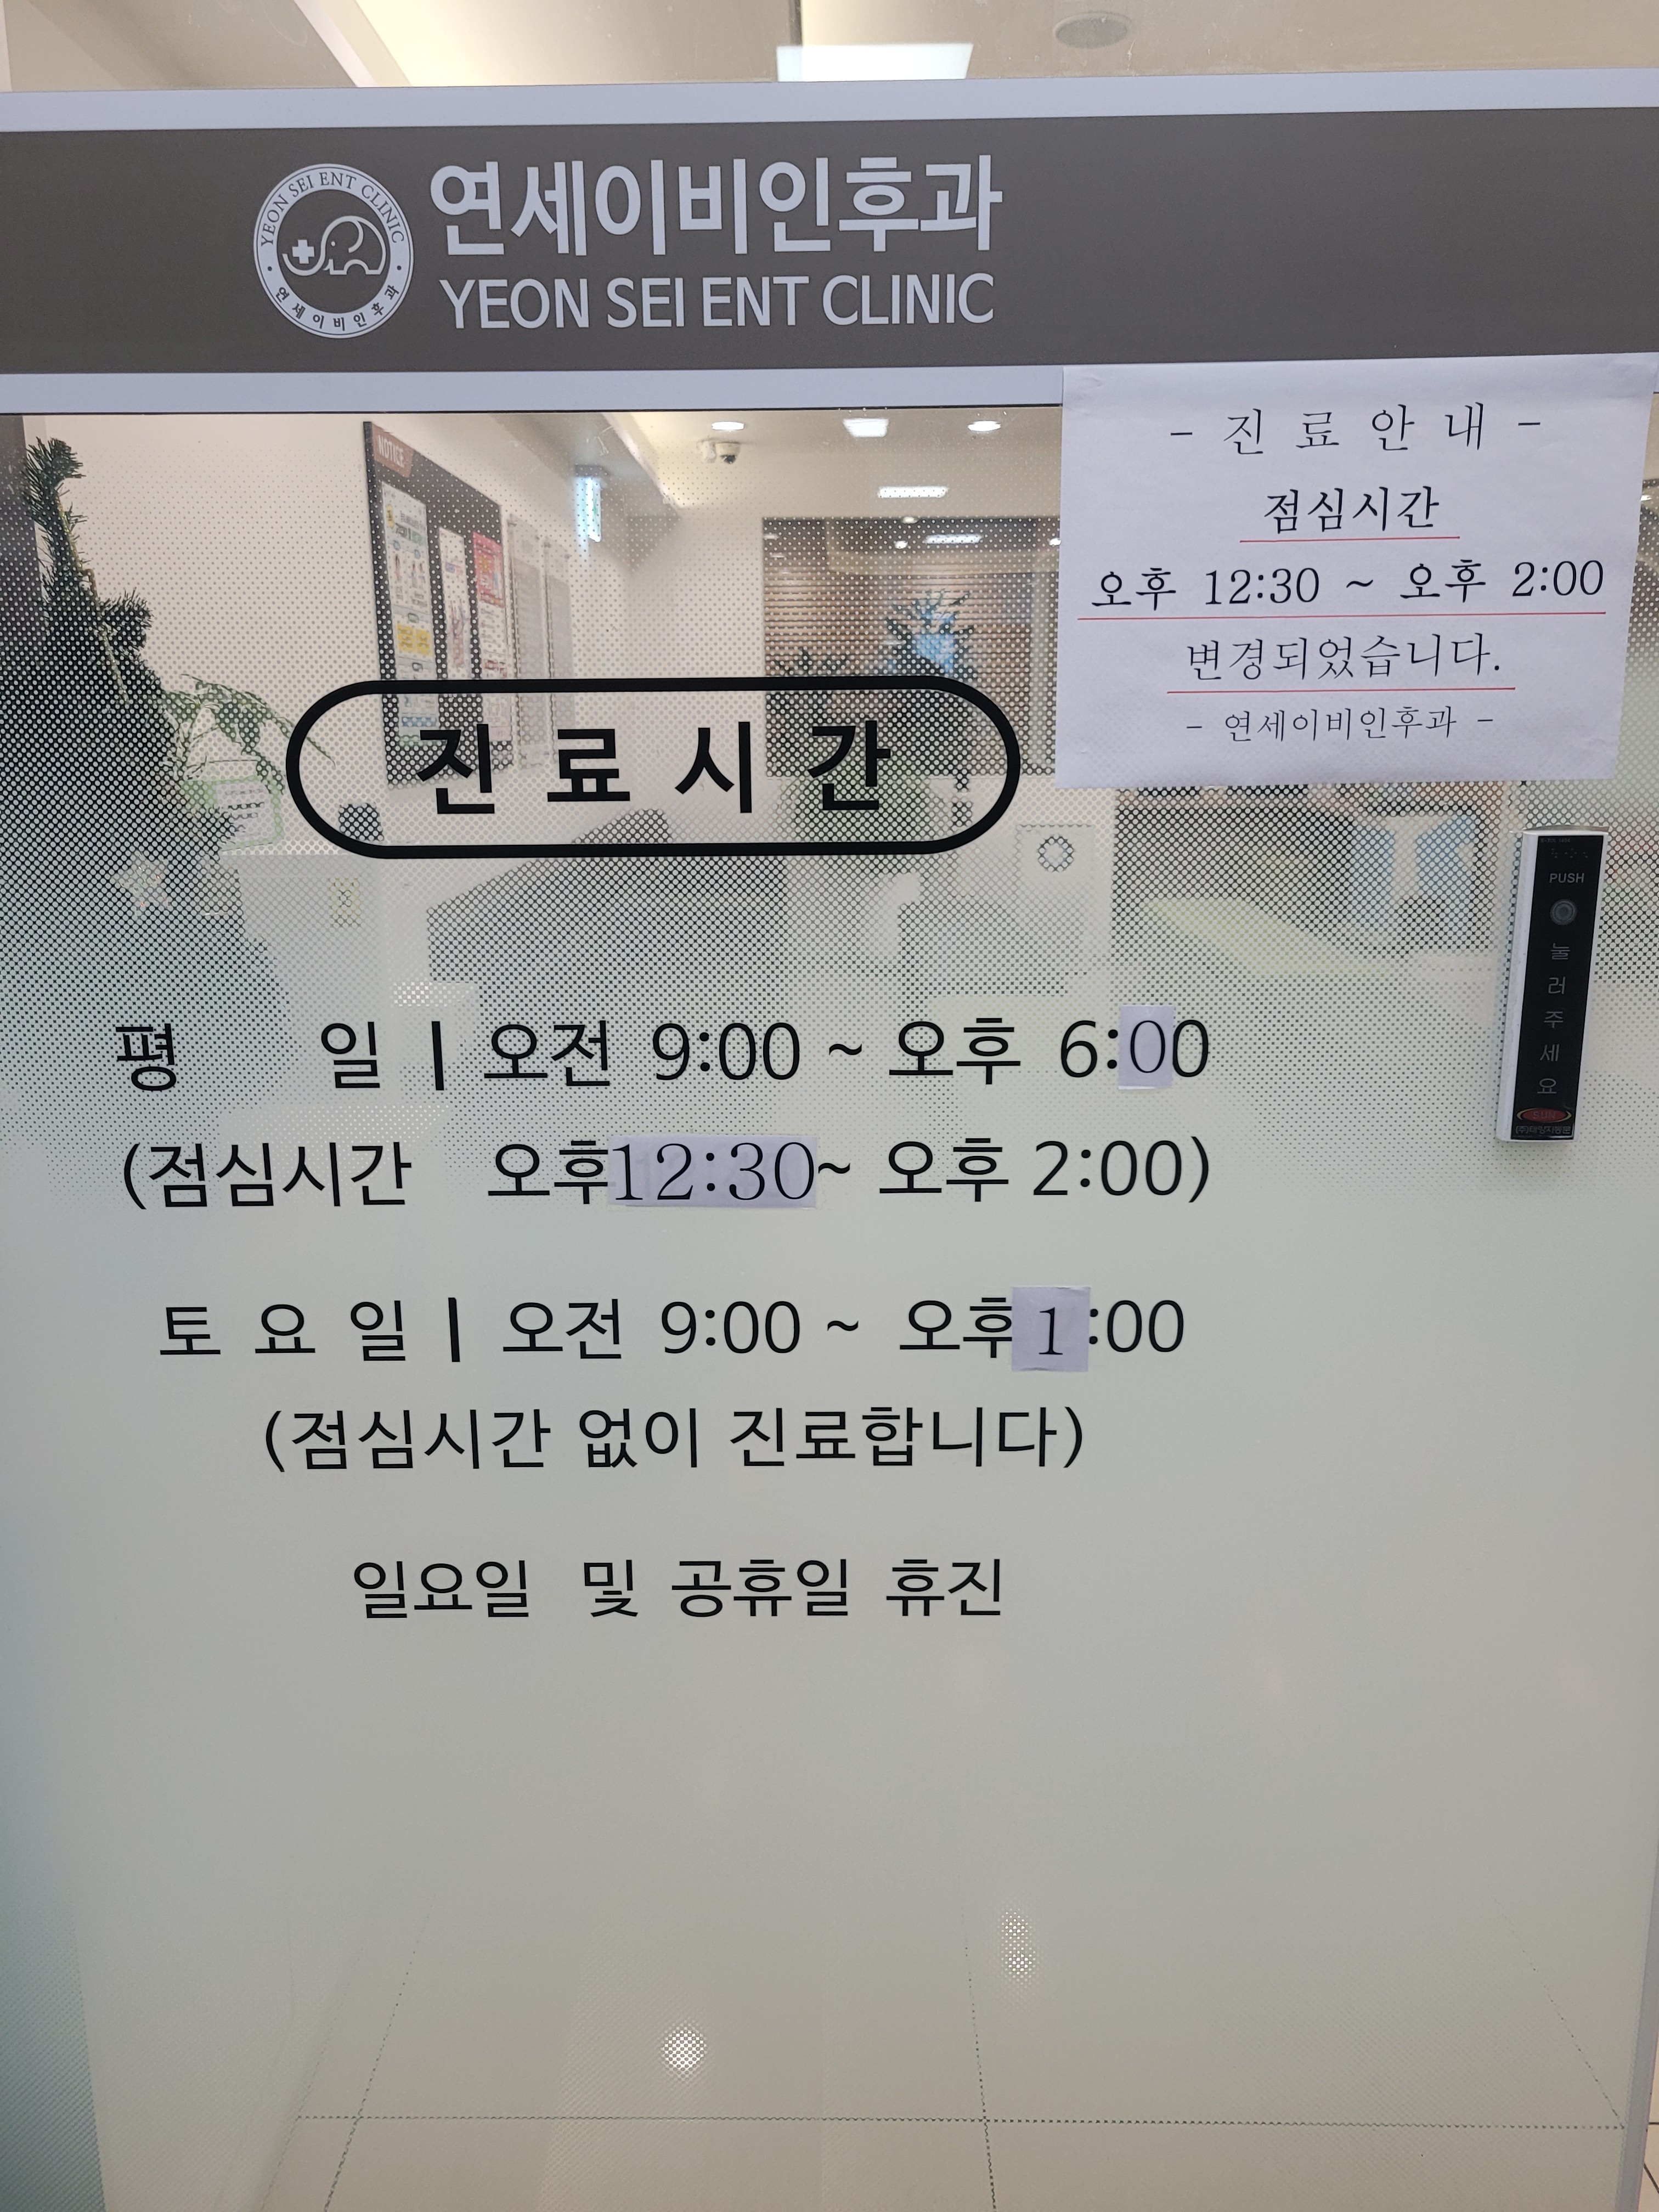 연세이비인후과
YEON SEI ENT CLINIC
YEON SEI ENT CLINIC
연세이비인후과
- 진 료 안 내 -
점심시간
오후 12:30 ~ 오후 2:00
변경되었습니다.
- 연세이비인후과 -
NOTICE
진 료 시 간
PUSH
눌
러
주
세
요
SUN
평 일 | 오전 9:00 ~ 오후 6:00
(점심시간 오후12:30~ 오후 2:00)
토 요 일 | 오전 9:00 ~ 오후1:00
(점심시간 없이 진료합니다)
일요일 및 공휴일 휴진